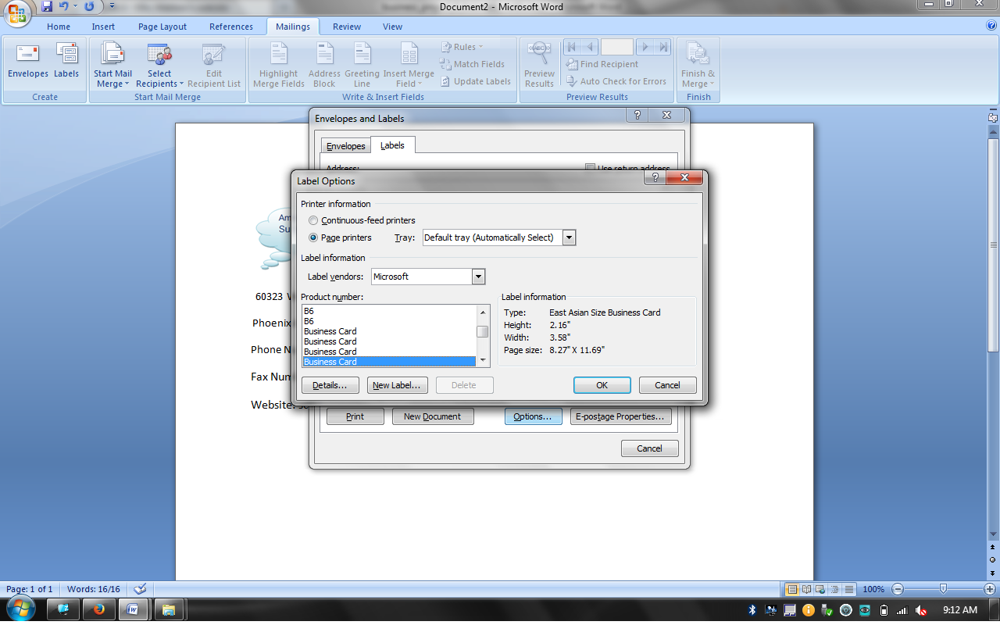 Document2 - Microsoft Word
Home Insert Page Layout References Mailings Review View
Envelopes Labels Start Mail Merge Select Recipients Edit Recipient List Highlight Merge Fields Address Block Greeting Line Insert Merge Field Rules Match Fields Update Labels Preview Results Find Recipient Auto Check for Errors Finish & Merge
Create Start Mail Merge Write & Insert Fields Preview Results Finish
Envelopes and Labels
Envelopes Labels
Address: Use return address
Label Options
Printer information
Continuous-feed printers
Page printers Tray: Default tray (Automatically Select)
Label information
Label vendors: Microsoft
Product number:
B6
B6
Business Card
Business Card
Business Card
Business Card
Label information
Type: East Asian Size Business Card
Height: 2.16"
Width: 3.58"
Page size: 8.27" X 11.69"
Details... New Label... Delete OK Cancel
Print New Document Options... E-postage Properties...
Cancel
Am
Su
60323
Phoenix
Phone N
Fax Num
Website:
Page: 1 of 1 Words: 16/16 100%
9:12 AM